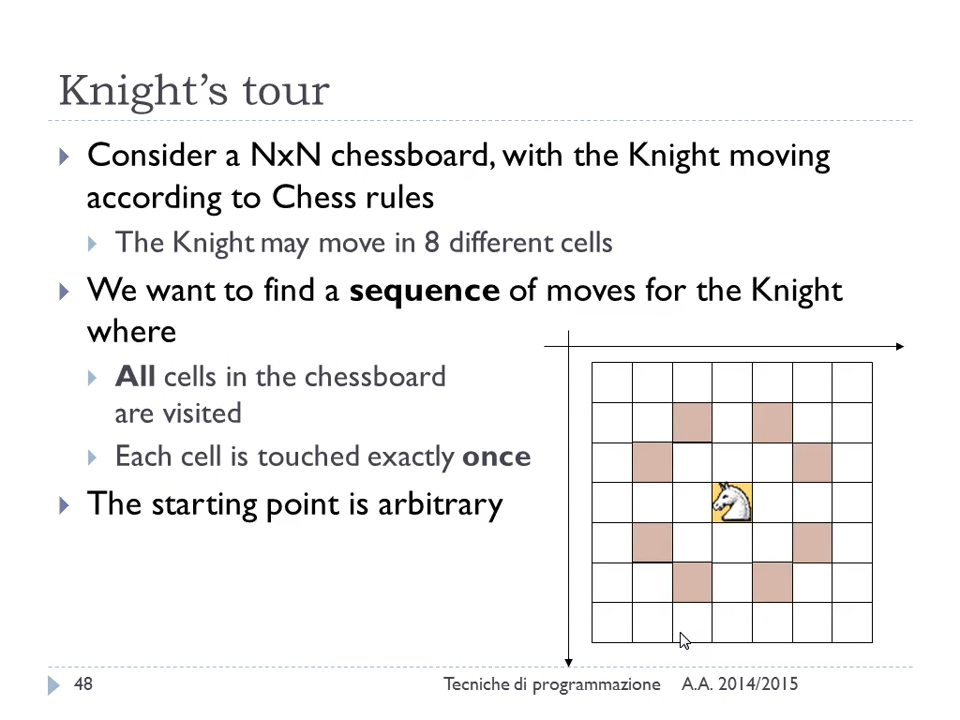 Knight's tour
Consider a NxN chessboard, with the Knight moving
according to Chess rules
The Knight may move in 8 different cells
We want to find a sequence of moves for the Knight
where
All cells in the chessboard
are visited
Each cell is touched exactly once
The starting point is arbitrary
48 Tecniche di programmazione A.A. 2014/2015